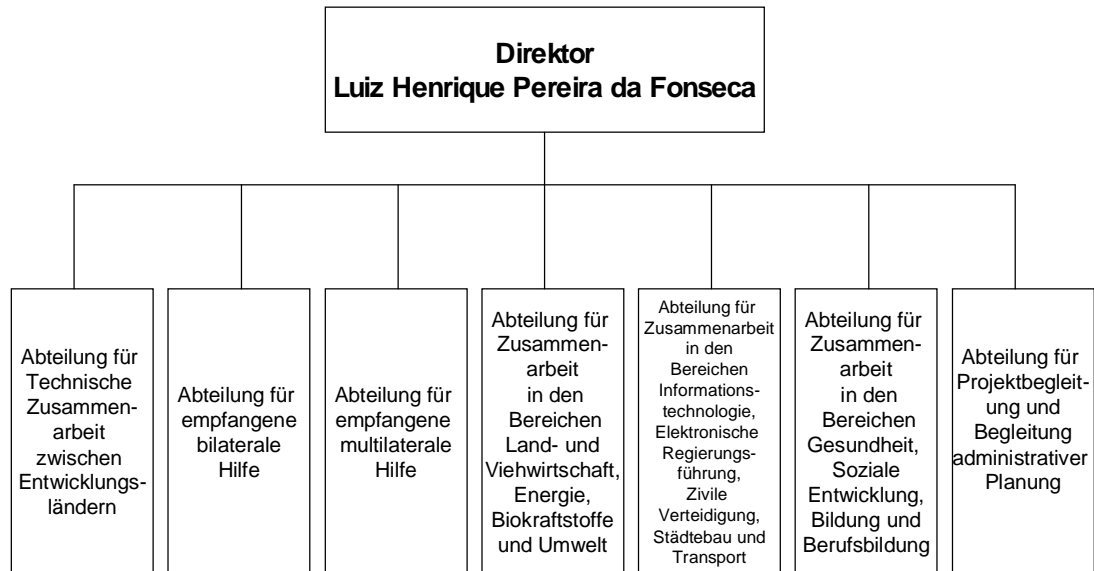 Direktor
Luiz Henrique Pereira da Fonseca
Abteilung für
Technische
Zusammen-
arbeit
zwischen
Entwicklungs-
ländern
Abteilung für
empfangene
bilaterale
Hilfe
Abteilung für
empfangene
multilaterale
Hilfe
Abteilung für
Zusammen-
arbeit
in den
Bereichen
Land- und
Viehwirtschaft,
Energie,
Biokraftstoffe
und Umwelt
Abteilung für
Zusammenarbeit
in den
Bereichen
Informations-
technologie,
Elektronische
Regierungs-
führung,
Zivile
Verteidigung,
Städtebau und
Transport
Abteilung für
Zusammen-
arbeit
in den
Bereichen
Gesundheit,
Soziale
Entwicklung,
Bildung und
Berufsbildung
Abteilung für
Projektbegleit-
ung und
Begleitung
administrativer
Planung